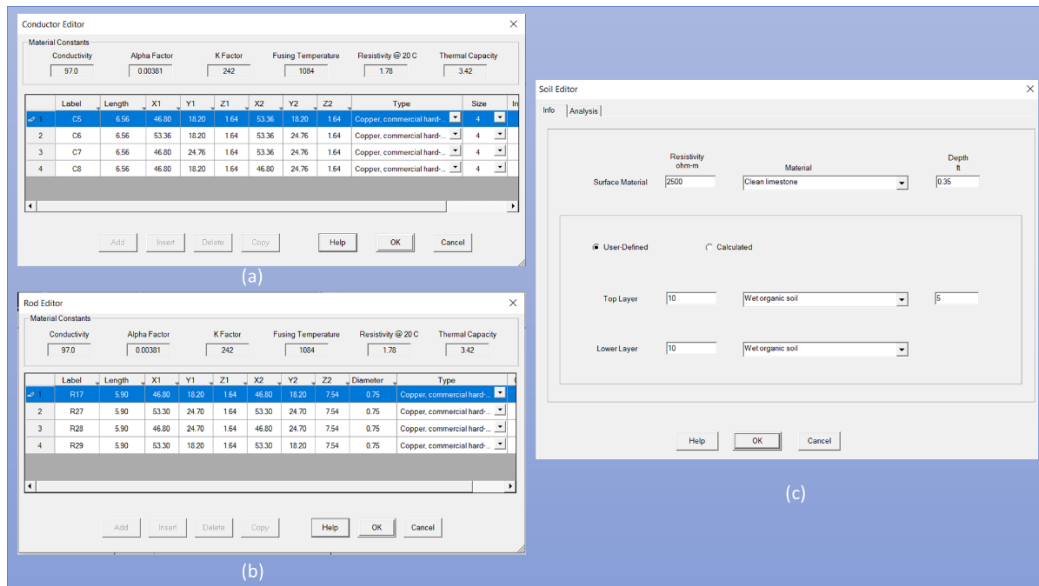 Conductor Editor
Material Constants
Conductivity Alpha Factor K Factor Fusing Temperature Resistivity @ 20 C Thermal Capacity
97.0 0.00381 242 1084 1.78 3.42
Label Length X1 Y1 Z1 X2 Y2 Z2 Type Size In
1 C5 6.56 46.80 18.20 1.64 53.36 18.20 1.64 Copper, commercial hard-... 4
2 C6 6.56 53.36 18.20 1.64 53.36 24.76 1.64 Copper, commercial hard-... 4
3 C7 6.56 46.80 24.76 1.64 53.36 24.76 1.64 Copper, commercial hard-... 4
4 C8 6.56 46.80 18.20 1.64 46.80 24.76 1.64 Copper, commercial hard-... 4
Add Insert Delete Copy Help OK Cancel
(a)
Rod Editor
Material Constants
Conductivity Alpha Factor K Factor Fusing Temperature Resistivity @ 20 C Thermal Capacity
97.0 0.00381 242 1084 1.78 3.42
Label Length X1 Y1 Z1 X2 Y2 Z2 Diameter Type
1 R17 5.90 46.80 18.20 1.64 46.80 18.20 7.54 0.75 Copper, commercial hard-...
2 R27 5.90 53.30 24.70 1.64 53.30 24.70 7.54 0.75 Copper, commercial hard-...
3 R28 5.90 46.80 24.70 1.64 46.80 24.70 7.54 0.75 Copper, commercial hard-...
4 R29 5.90 53.30 18.20 1.64 53.30 18.20 7.54 0.75 Copper, commercial hard-...
Add Insert Delete Copy Help OK Cancel
(b)
Soil Editor
Info Analysis
Resistivity
ohm-m Material Depth
ft
Surface Material 2500 Clean limestone 0.35
User-Defined Calculated
Top Layer 10 Wet organic soil 5
Lower Layer 10 Wet organic soil
Help OK Cancel
(c)